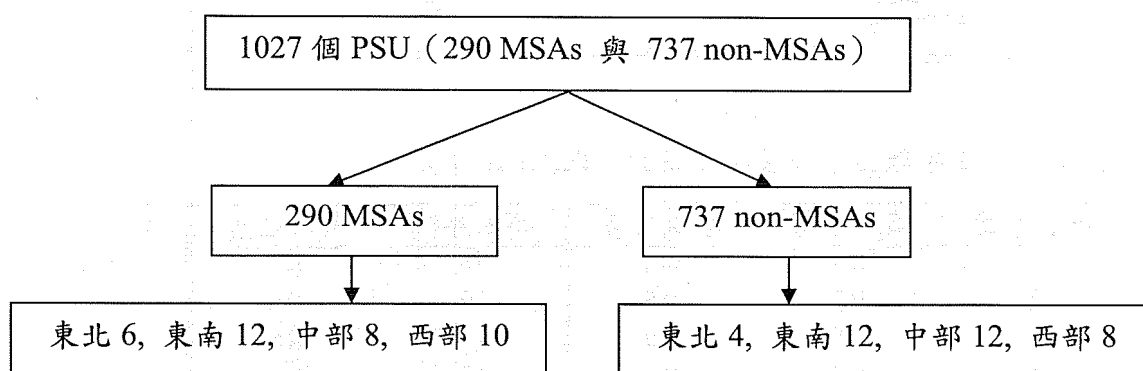 1027 個 PSU（290 MSAs 與 737 non-MSAs）
290 MSAs
737 non-MSAs
東北 6, 東南 12, 中部 8, 西部 10
東北 4, 東南 12, 中部 12, 西部 8